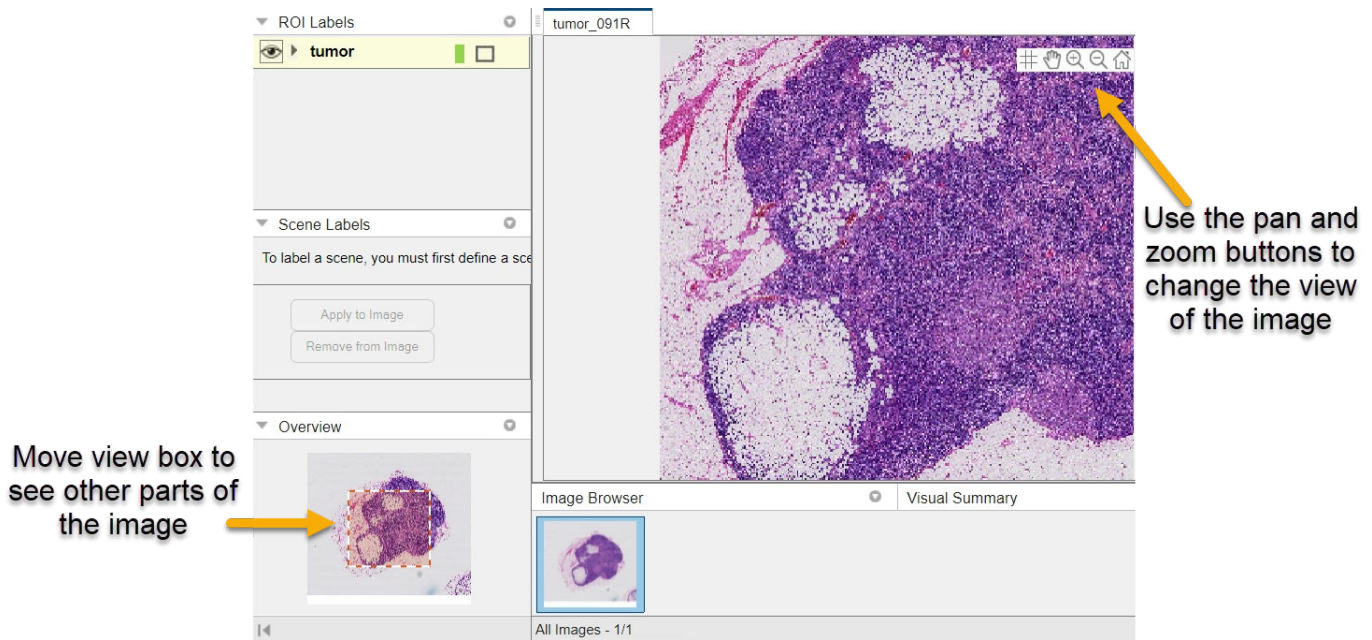 ROI Labels
tumor
Scene Labels
To label a scene, you must first define a sce
Apply to Image
Remove from Image
Overview
tumor_091R
Image Browser
Visual Summary
All Images - 1/1
Use the pan and
zoom buttons to
change the view
of the image
Move view box to
see other parts of
the image